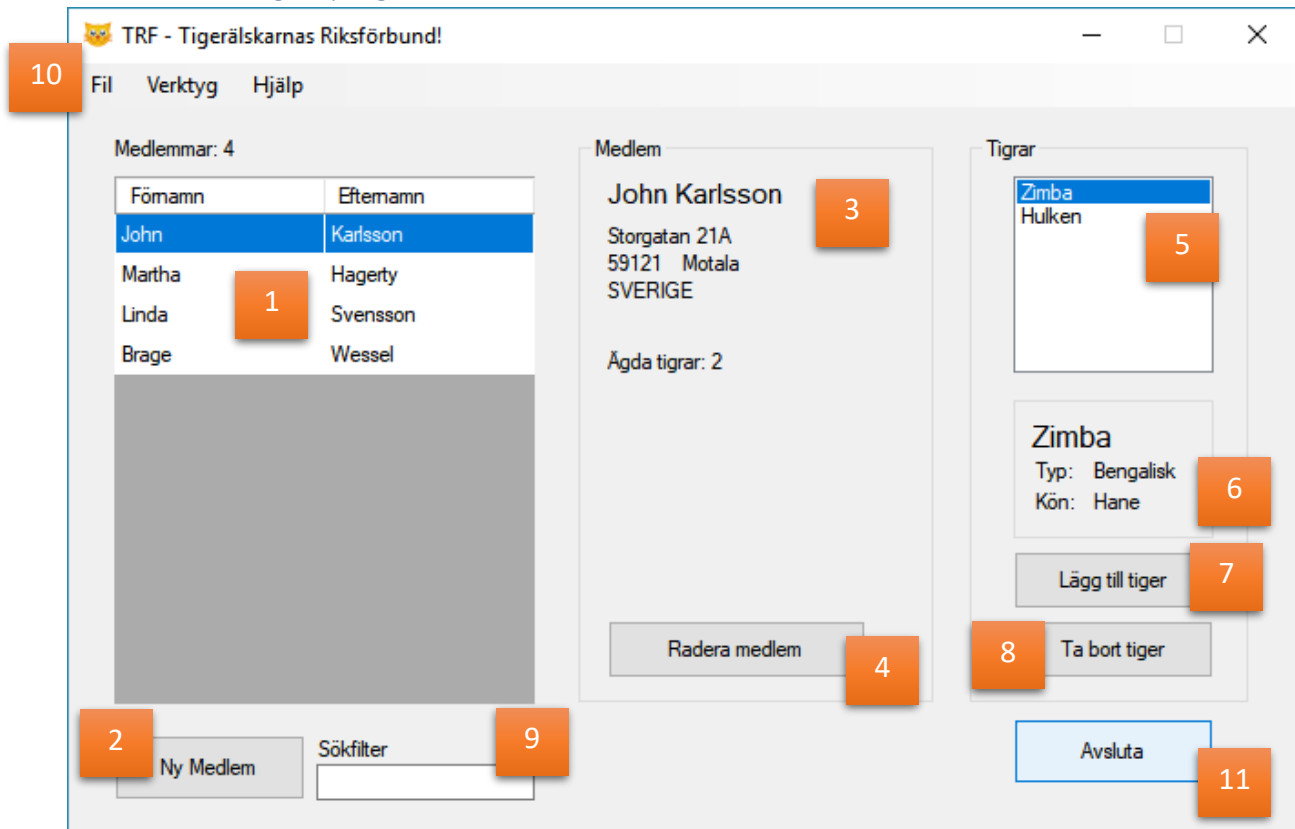 TRF - Tigerälskarnas Riksförbund!
10
Fil Verktyg Hjälp
Medlemmar: 4
Förnamn Efternamn
John Karlsson
Martha Hagerty
1
Linda Svensson
Brage Wessel
2
Ny Medlem
Sökfilter
9
Medlem
John Karlsson
3
Storgatan 21A
59121 Motala
SVERIGE
Ägda tigrar: 2
Radera medlem
4
Tigrar
Zimba
Hulken
5
Zimba
Typ: Bengalisk
Kön: Hane
6
Lägg till tiger
7
8
Ta bort tiger
Avsluta
11